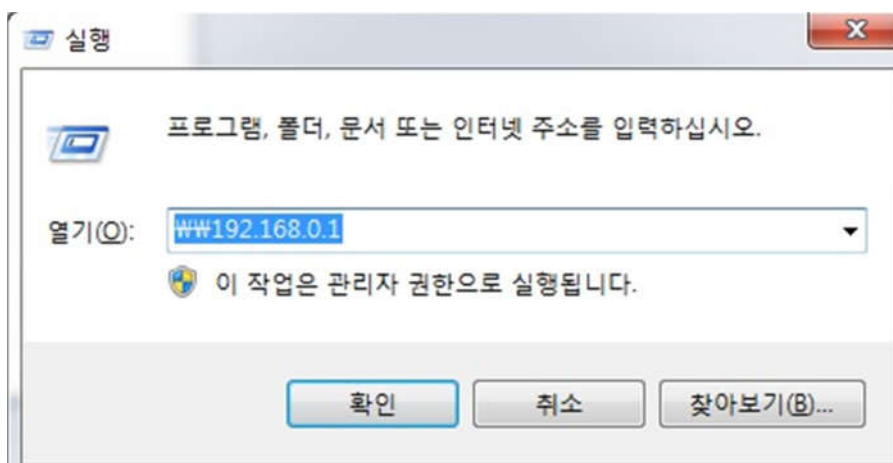 실행
프로그램, 폴더, 문서 또는 인터넷 주소를 입력하십시오.
열기(O): ₩₩192.168.0.1
이 작업은 관리자 권한으로 실행됩니다.
확인 취소 찾아보기(B)...